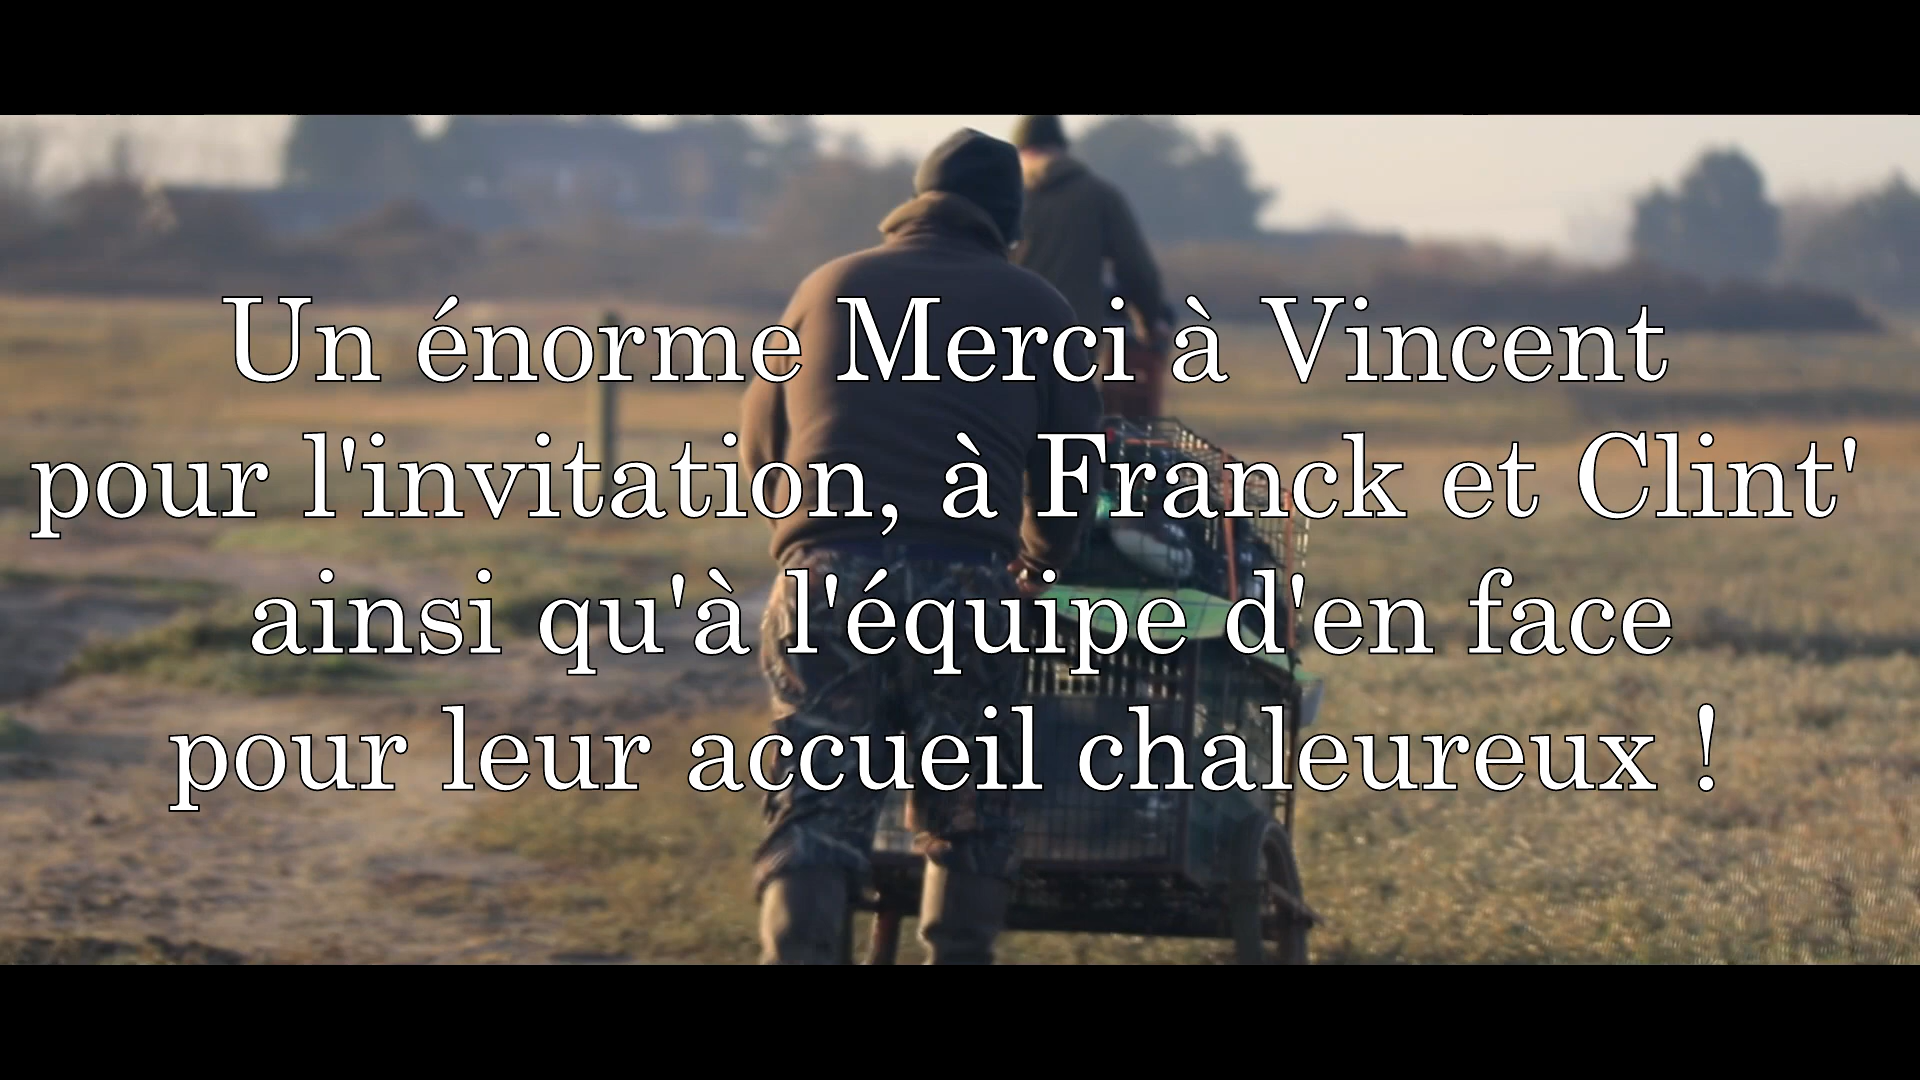 Un énorme Merci à Vincent
pour l'invitation, à Franck et Clint'
ainsi qu'à l'équipe d'en face
pour leur accueil chaleureux !